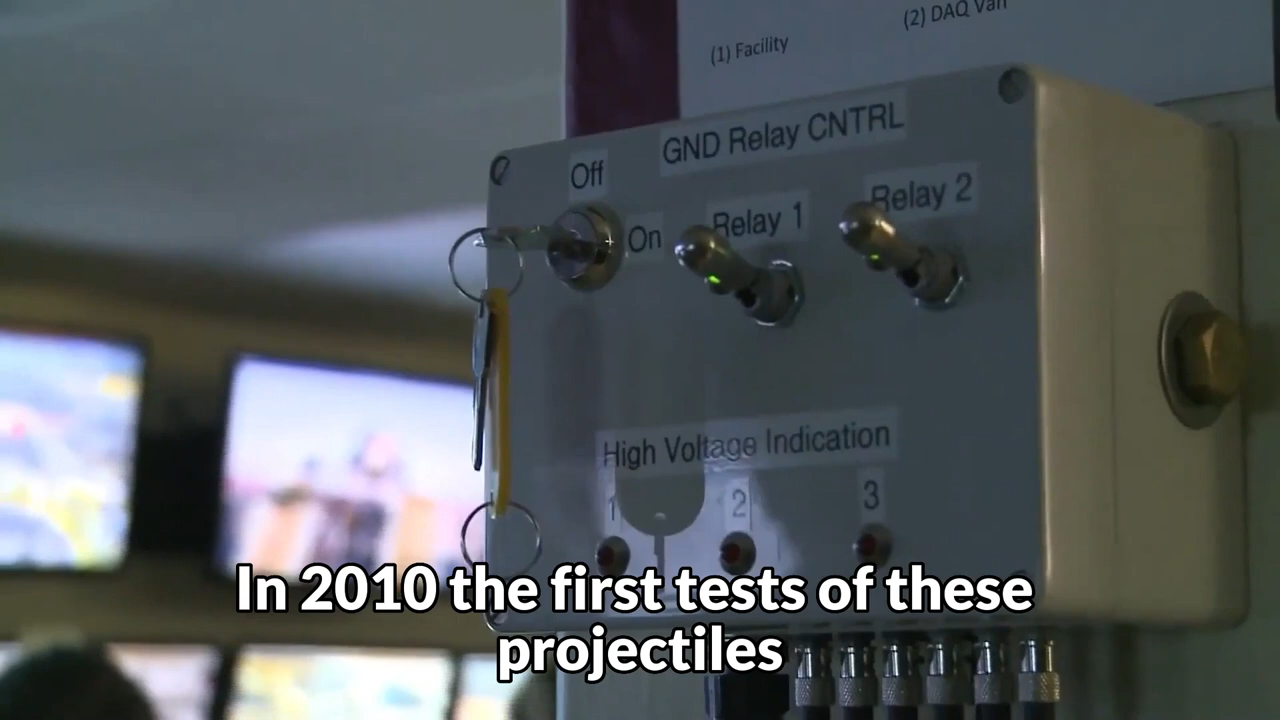 (2) DAQ Van
(1) Facility
GND Relay CNTRL
Off
On
Relay 1
Relay 2
High Voltage Indication
1
2
3
In 2010 the first tests of these
projectiles